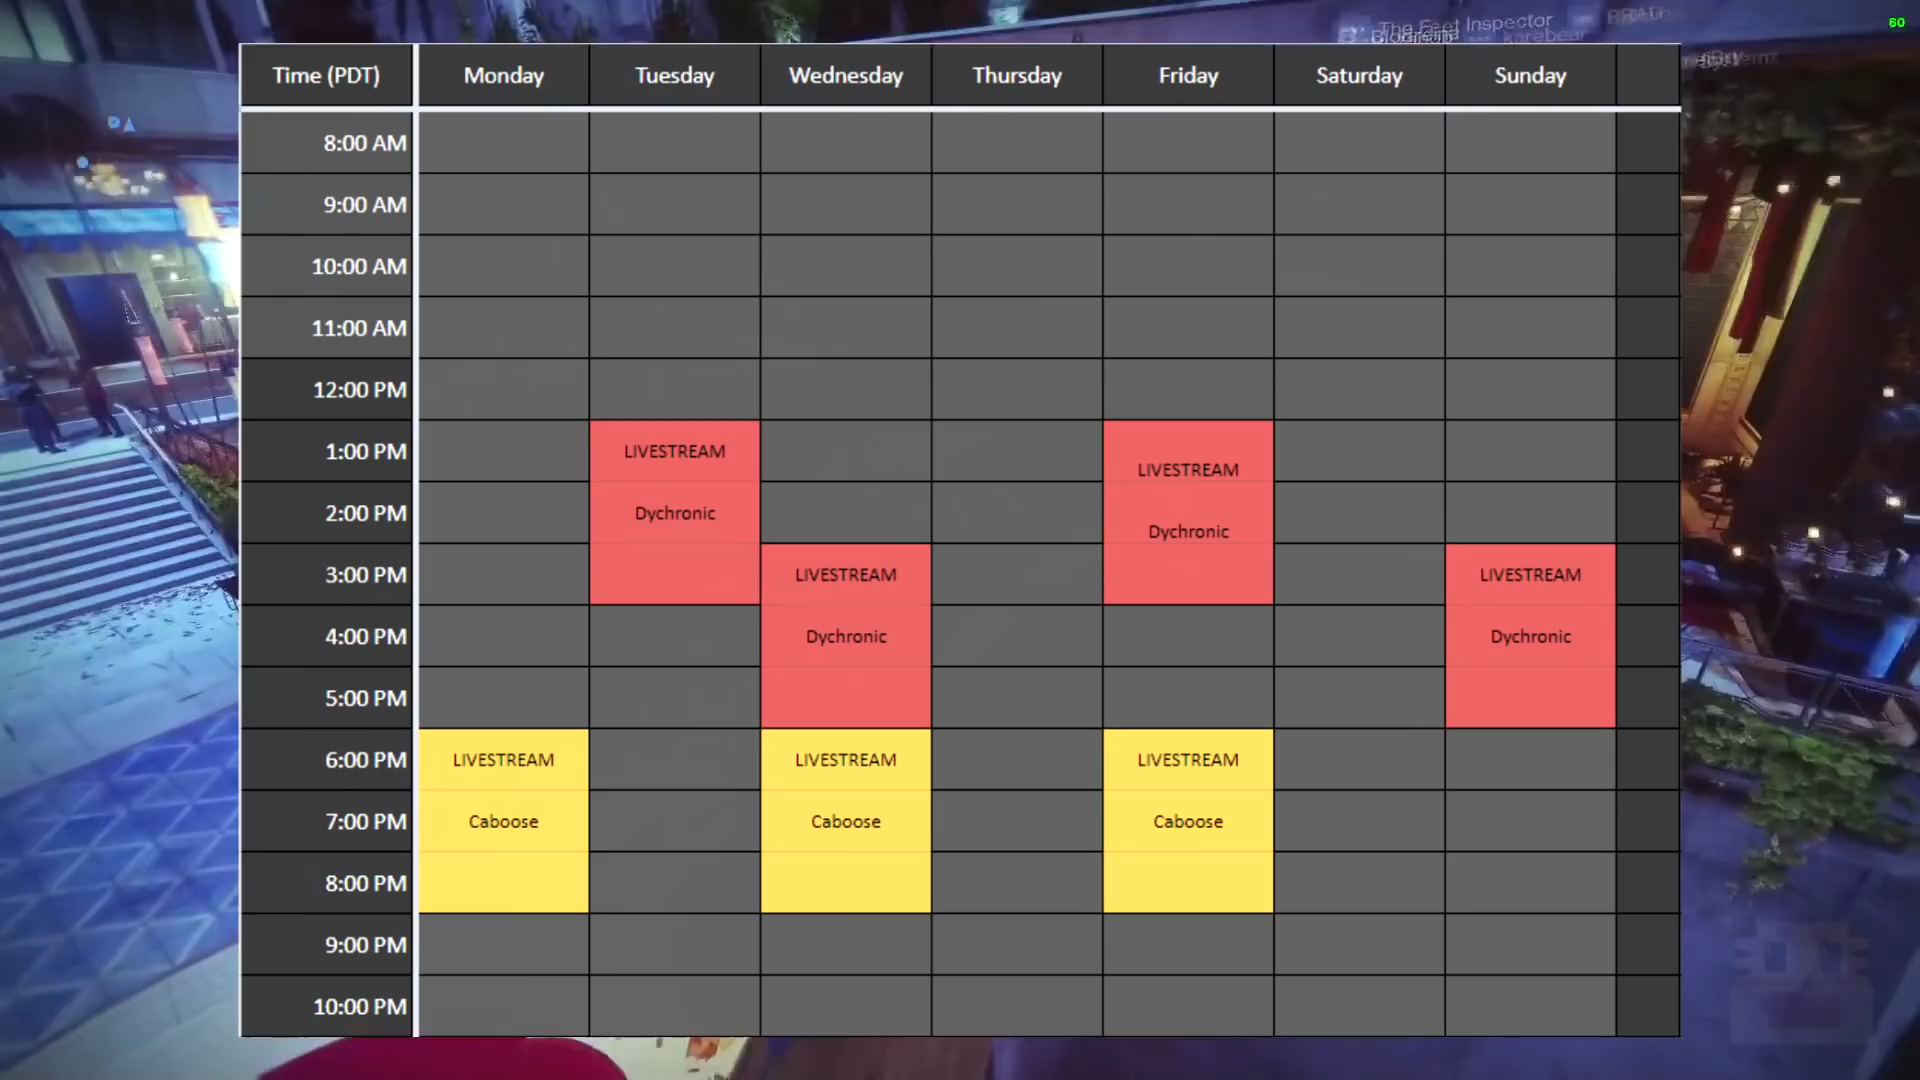 The Feet Inspector
60
Time (PDT) Monday Tuesday Wednesday Thursday Friday Saturday Sunday
8:00 AM
9:00 AM
10:00 AM
11:00 AM
12:00 PM
1:00 PM LIVESTREAM LIVESTREAM
2:00 PM Dychronic Dychronic
3:00 PM LIVESTREAM LIVESTREAM
4:00 PM Dychronic Dychronic
5:00 PM
6:00 PM LIVESTREAM LIVESTREAM LIVESTREAM
7:00 PM Caboose Caboose Caboose
8:00 PM
9:00 PM
10:00 PM